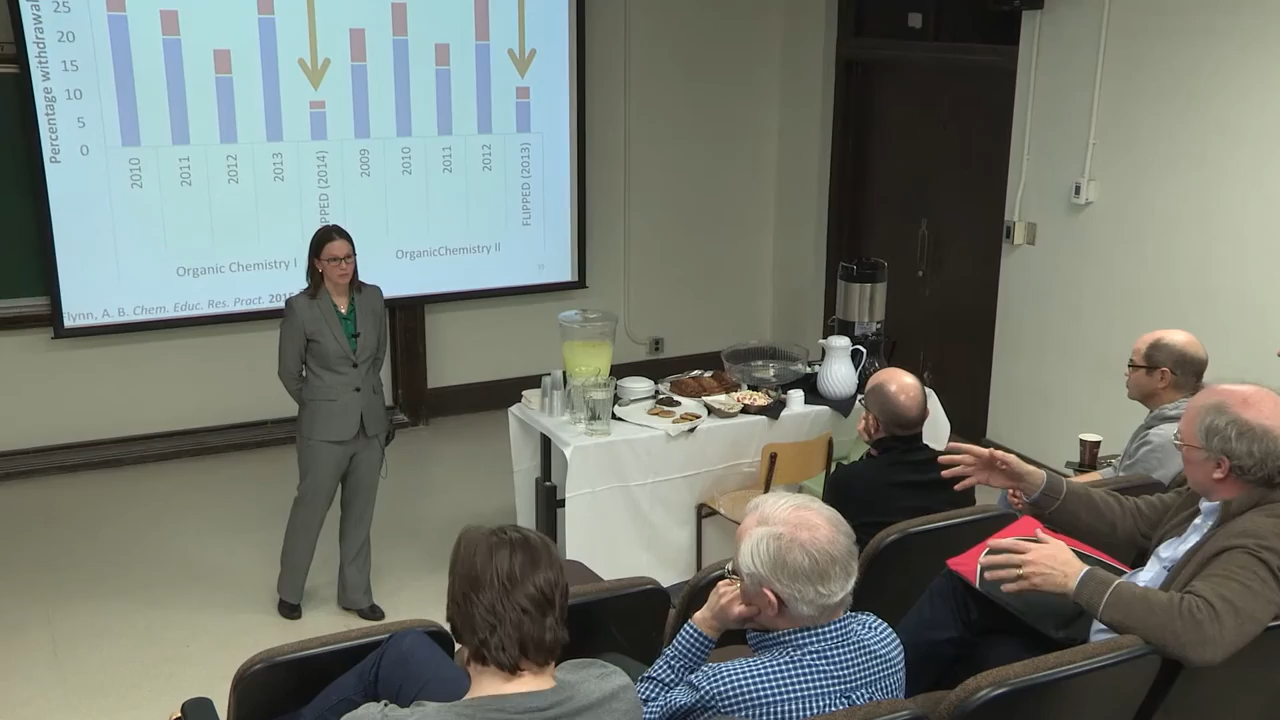 Percentage withdrawal
25
20
15
10
5
0
2010
2011
2012
2013
PPED (2014)
2009
2010
2011
2012
FLIPPED (2013)
Organic Chemistry I
OrganicChemistry II
Flynn, A. B. Chem. Educ. Res. Pract. 2015